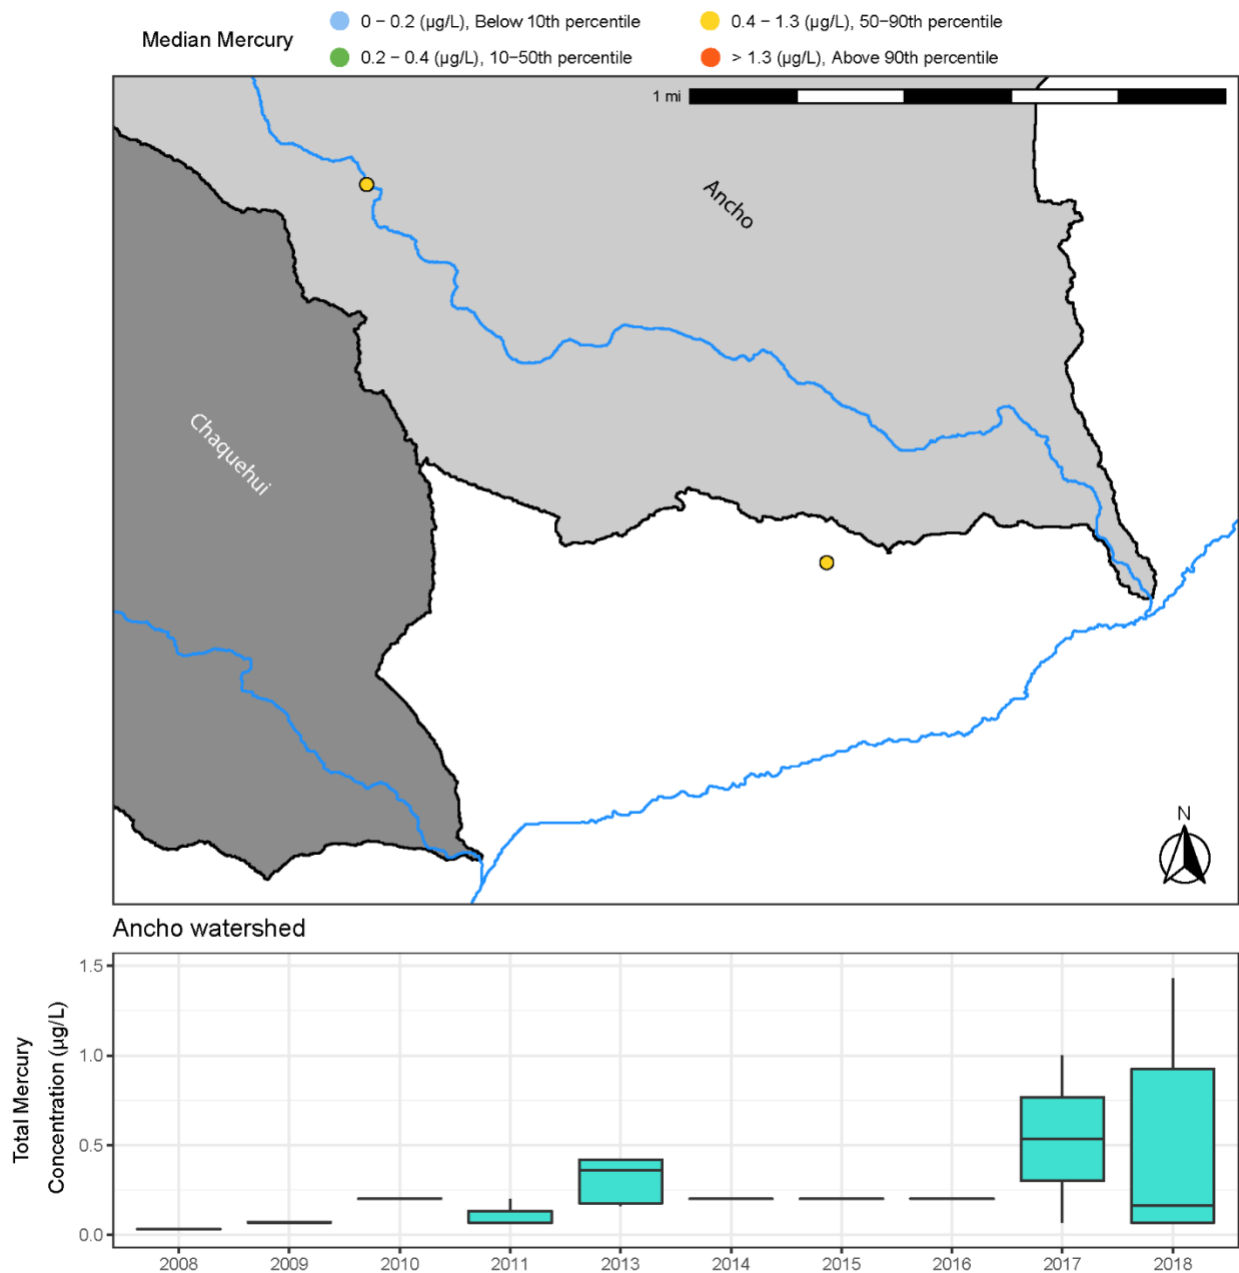 Median Mercury
0 − 0.2 (µg/L), Below 10th percentile
0.4 − 1.3 (µg/L), 50−90th percentile
0.2 − 0.4 (µg/L), 10−50th percentile
> 1.3 (µg/L), Above 90th percentile
1 mi
Ancho
Chaquehui
N
Ancho watershed
Total Mercury
Concentration (µg/L)
1.5
1.0
0.5
0.0
2008 2009 2010 2011 2013 2014 2015 2016 2017 2018